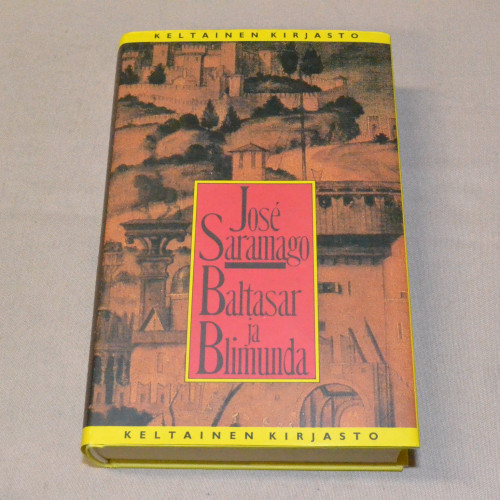 KELTAINEN KIRJASTO
José
Saramago
Baltasar
ja
Blimunda
KELTAINEN KIRJASTO